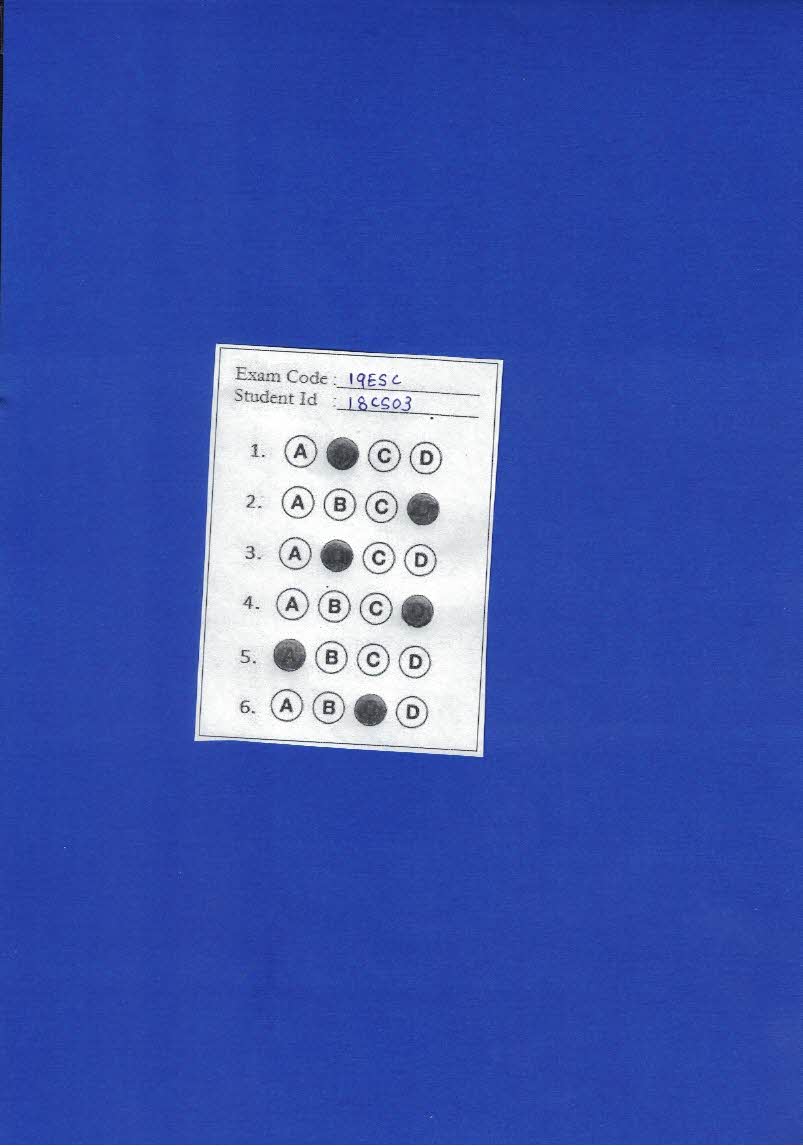 Exam Code : 19ESC
Student Id : 18CS03
1. A C D
2. A B C
3. A C D
4. A B C
5. A B C D
6. A B D